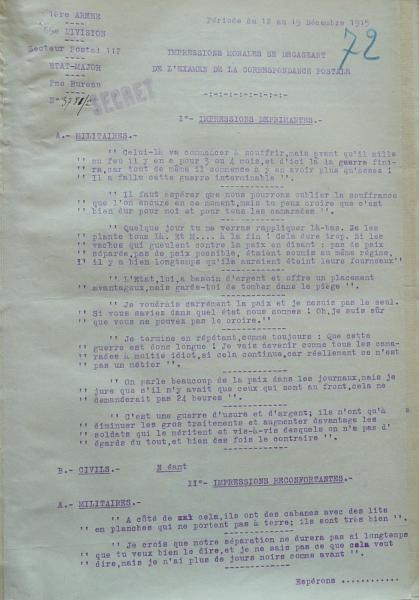 1ère ARMEE
Période du 12 au 19 Décembre 1915
DIVISION
72
Secteur Postal 112
IMPRESSIONS MORALES SE DEGAGEANT
ETAT-MAJOR
DE L'EXAMEN DE LA CORRESPONDANCE POSTALE
2me Bureau
SECRET
-:-:-:-:-:-:-:-
I°- IMPRESSIONS DEPRIMANTES.-
A.- MILITAIRES.-
" Celui-là va commencer à souffrir, mais avant qu'il aille
" au feu il y en a pour 3 ou 4 mois, et d'ici là la guerre fini-
" ra, car tout de même il commence à y en avoir plus qu'assez !
" Il a fallu cette guerre interminable ".
" Il faut espérer que nous pourrons oublier la souffrance
" que l'on endure en ce moment, mais tu peux croire que c'est
" bien dur pour moi et pour tous les camarades ".
" Quelque jour tu me verras rappliquer là-bas. Je les
" plante tous là. Et M.... à la fin ! Cela dure trop. Si les
" vaches qui gueulent contre la paix en disant : pas de paix
" séparée, pas de paix possible, étaient soumis au même régime,
" il y a bien longtemps qu'ils auraient éteint leur fourneaux"
" L'Etat, lui, a besoin d'argent et offre un placement
" avantageux, mais gardes-toi de tomber dans le piège ".
" Je voudrais carrément la paix et je nesuis pas le seul.
" Si vous saviez dans quel état nous sommes : Oh, je suis sûr
" que vous ne pouvez pas le croire."
" Je termine en répétant, comme toujours : Que cette
" guerre est donc longue ! Je vais devenir comme tous les cama-
" rades à moitié idiot, si cela continue, car réellement ce n'est
" pas un métier ".
" On parle beaucoup de la paix dans les journaux, mais je
" jure que s'il n'y avait que ceux qui sont au front, cela ne
" demanderait pas 24 heures ".
" C'est une guerre d'usure et d'argent; ils n'ont qu'à
" diminuer les gros traitements et augmenter davantage les
" soldats qui le méritent et vis-à-vis desquels on n'a pas d'
" égards du tout, et bien des fois le contraire ".
B.- CIVILS.- Néant
II°- IMPRESSIONS RECONFORTANTES.-
A.- MILITAIRES.-
" A côté de cela, ils ont des cabanes avec des lits
" en planches qui ne portent pas à terre; ils sont très bien ".
" Je crois que notre séparation ne durera pas si longtemps
" que tu veux bien le dire, et je ne sais pas ce que cela veut
" dire, mais je n'ai plus de jours noirs comme avant ".
Espérons ............